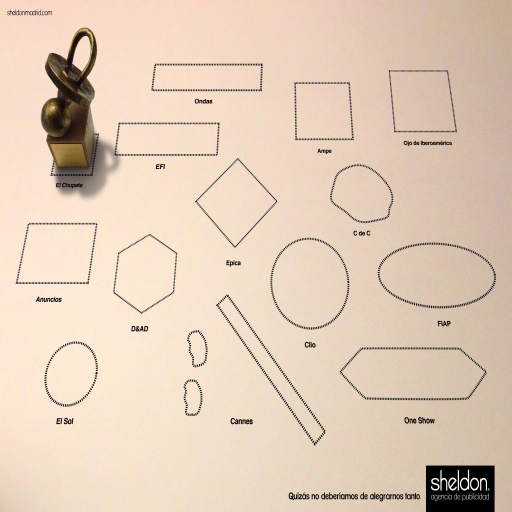 sheldonmadrid.com
Ondas
Ampe
Ojo de Iberoamérica
EFI
El Chupete
C de C
Epica
Anuncios
D&AD
Clio
FIAP
El Sol
Cannes
One Show
Quizás no deberíamos de alegrarnos tanto
sheldon.
agencia de publicidad